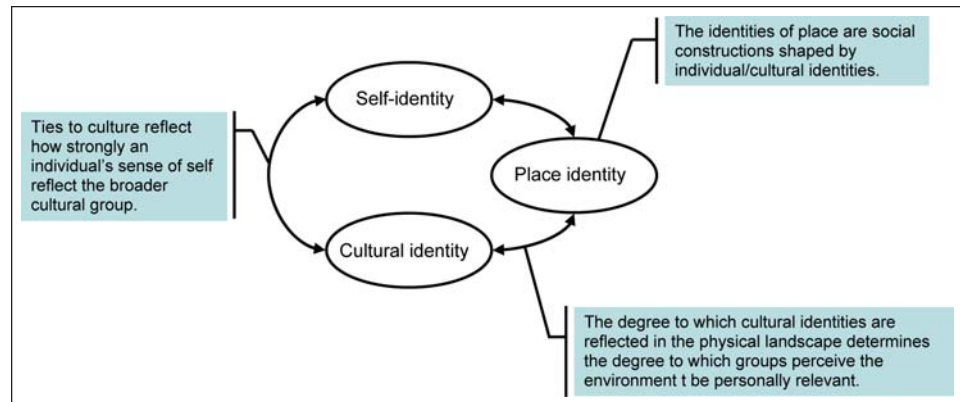 The identities of place are social
constructions shaped by
individual/cultural identities.
Self-identity
Ties to culture reflect
how strongly an
individual's sense of self
reflect the broader
cultural group.
Place identity
Cultural identity
The degree to which cultural identities are
reflected in the physical landscape determines
the degree to which groups perceive the
environment t be personally relevant.